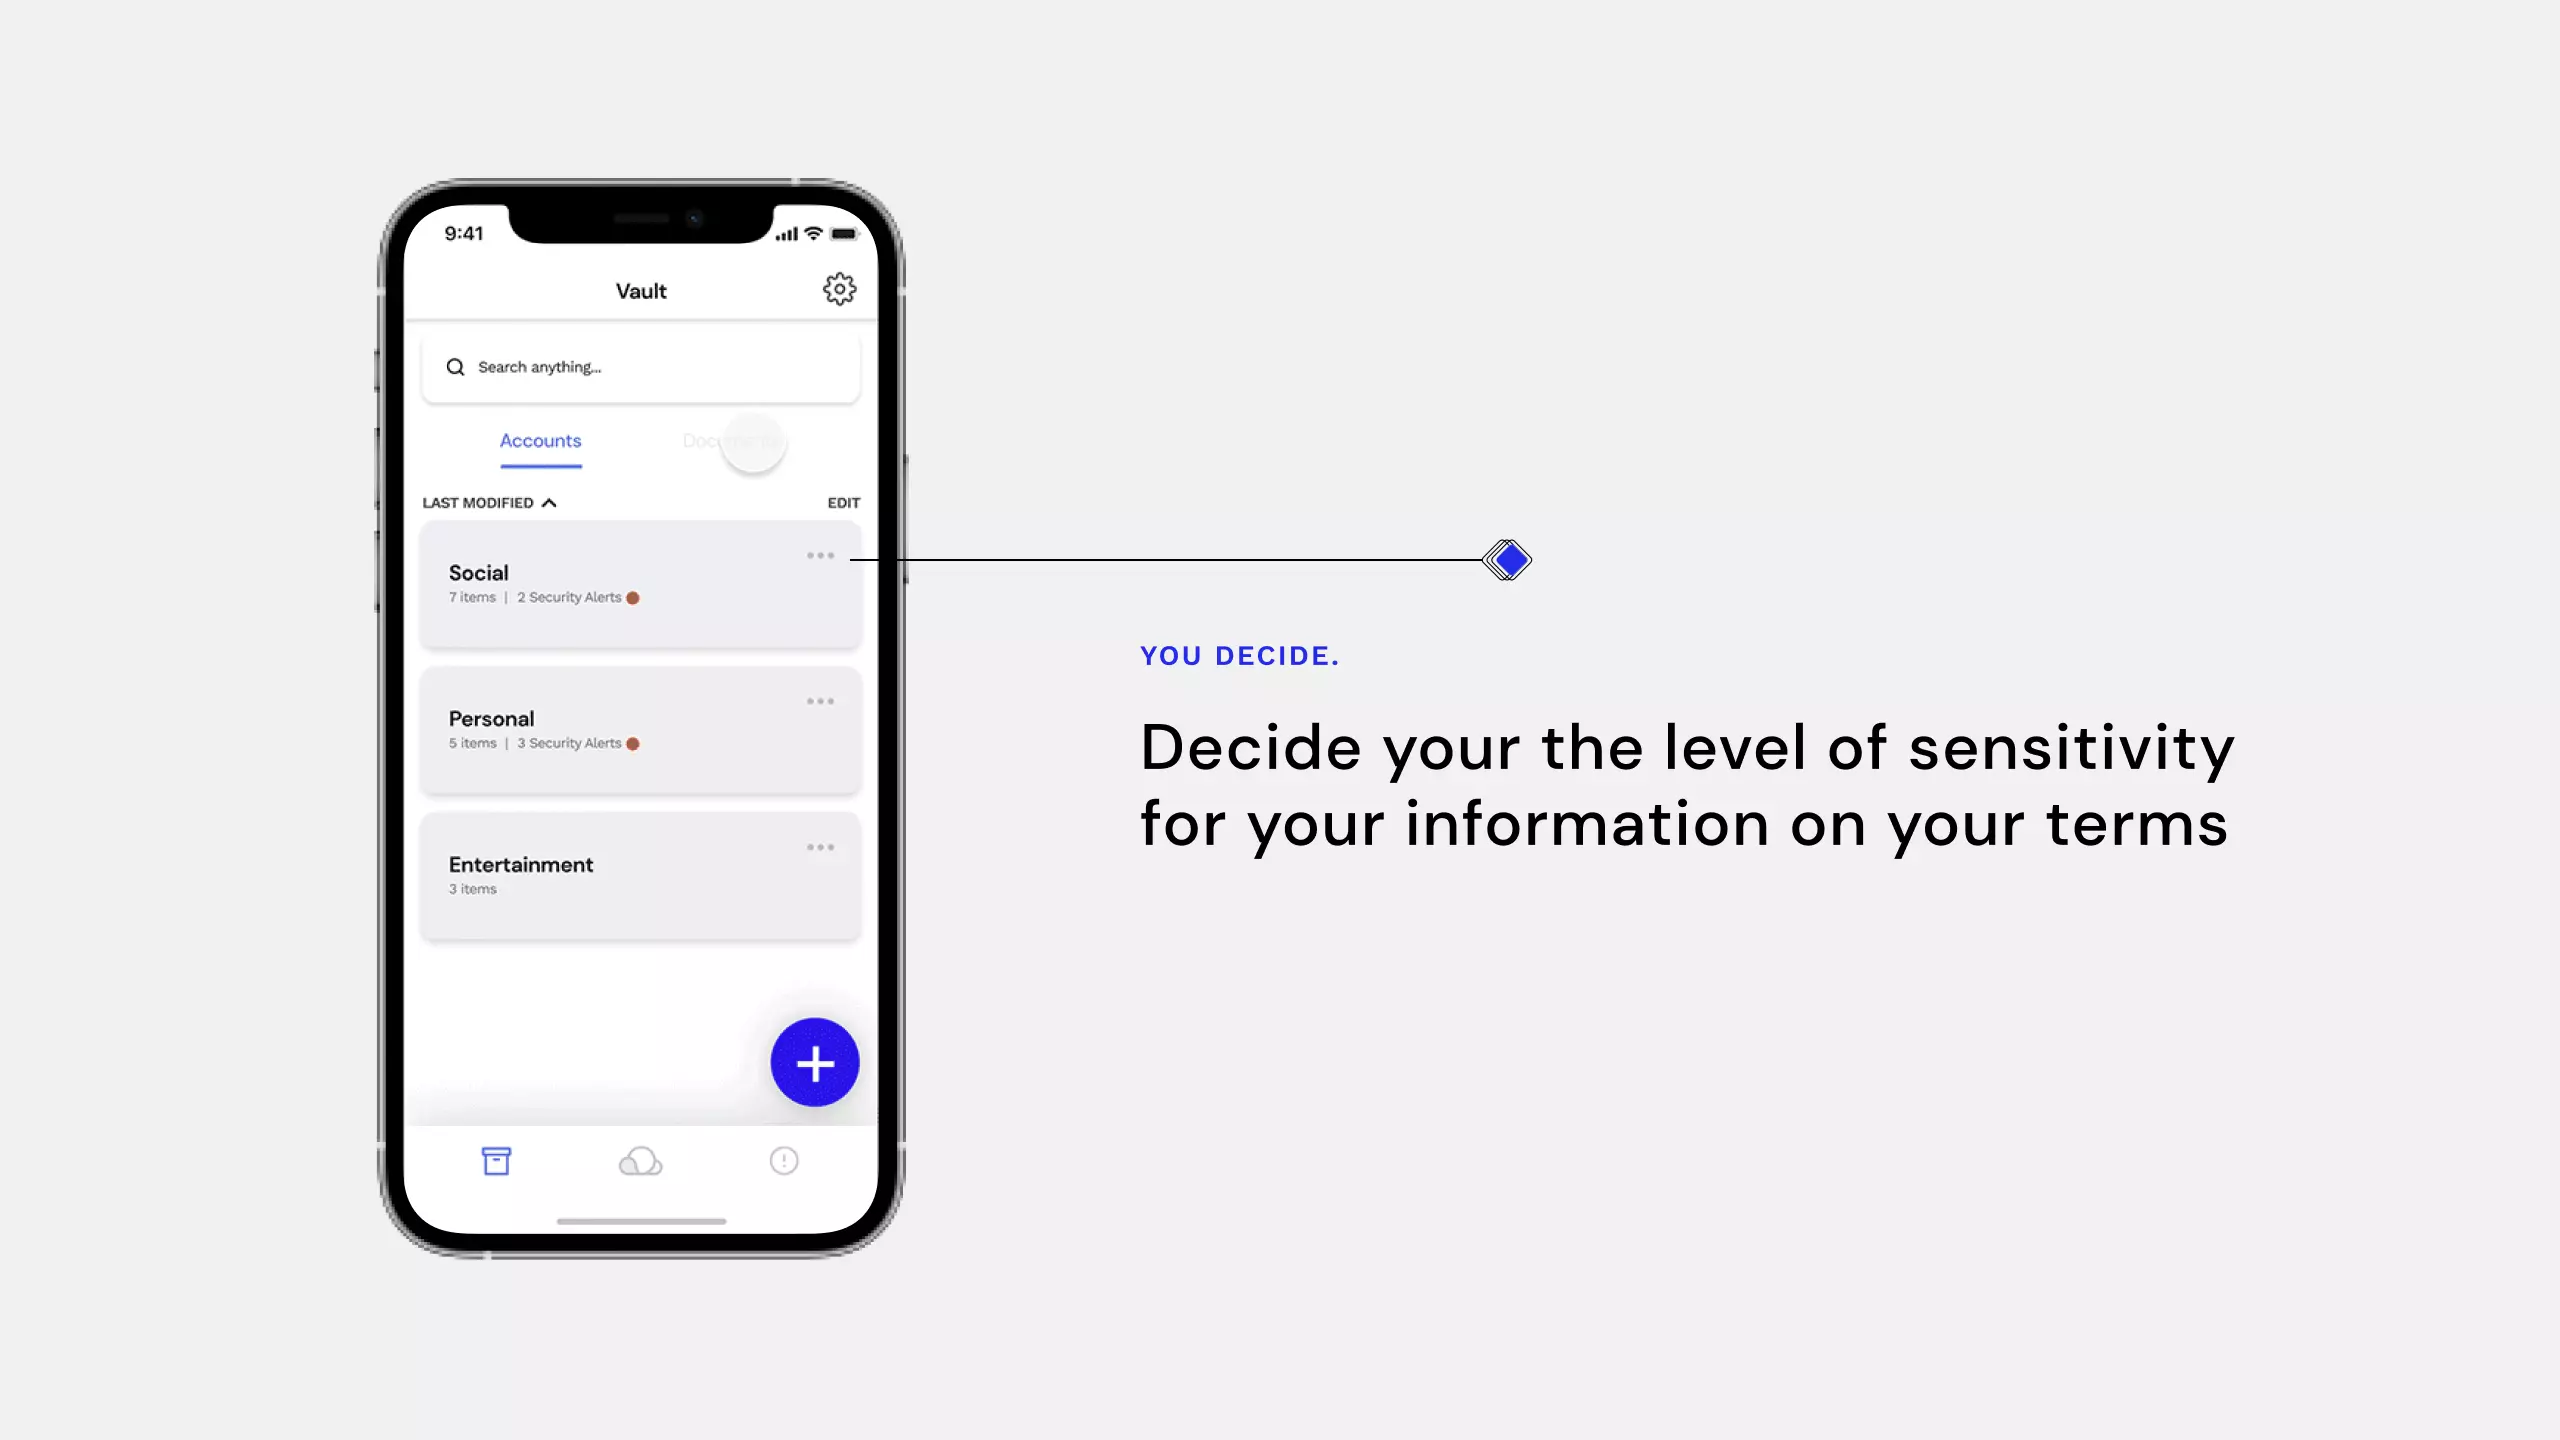 9:41
Vault
Search anything...
Accounts
LAST MODIFIED
EDIT
Social
7 items | 2 Security Alerts
Personal
5 items | 3 Security Alerts
Entertainment
3 items
YOU DECIDE.
Decide your the level of sensitivity
for your information on your terms